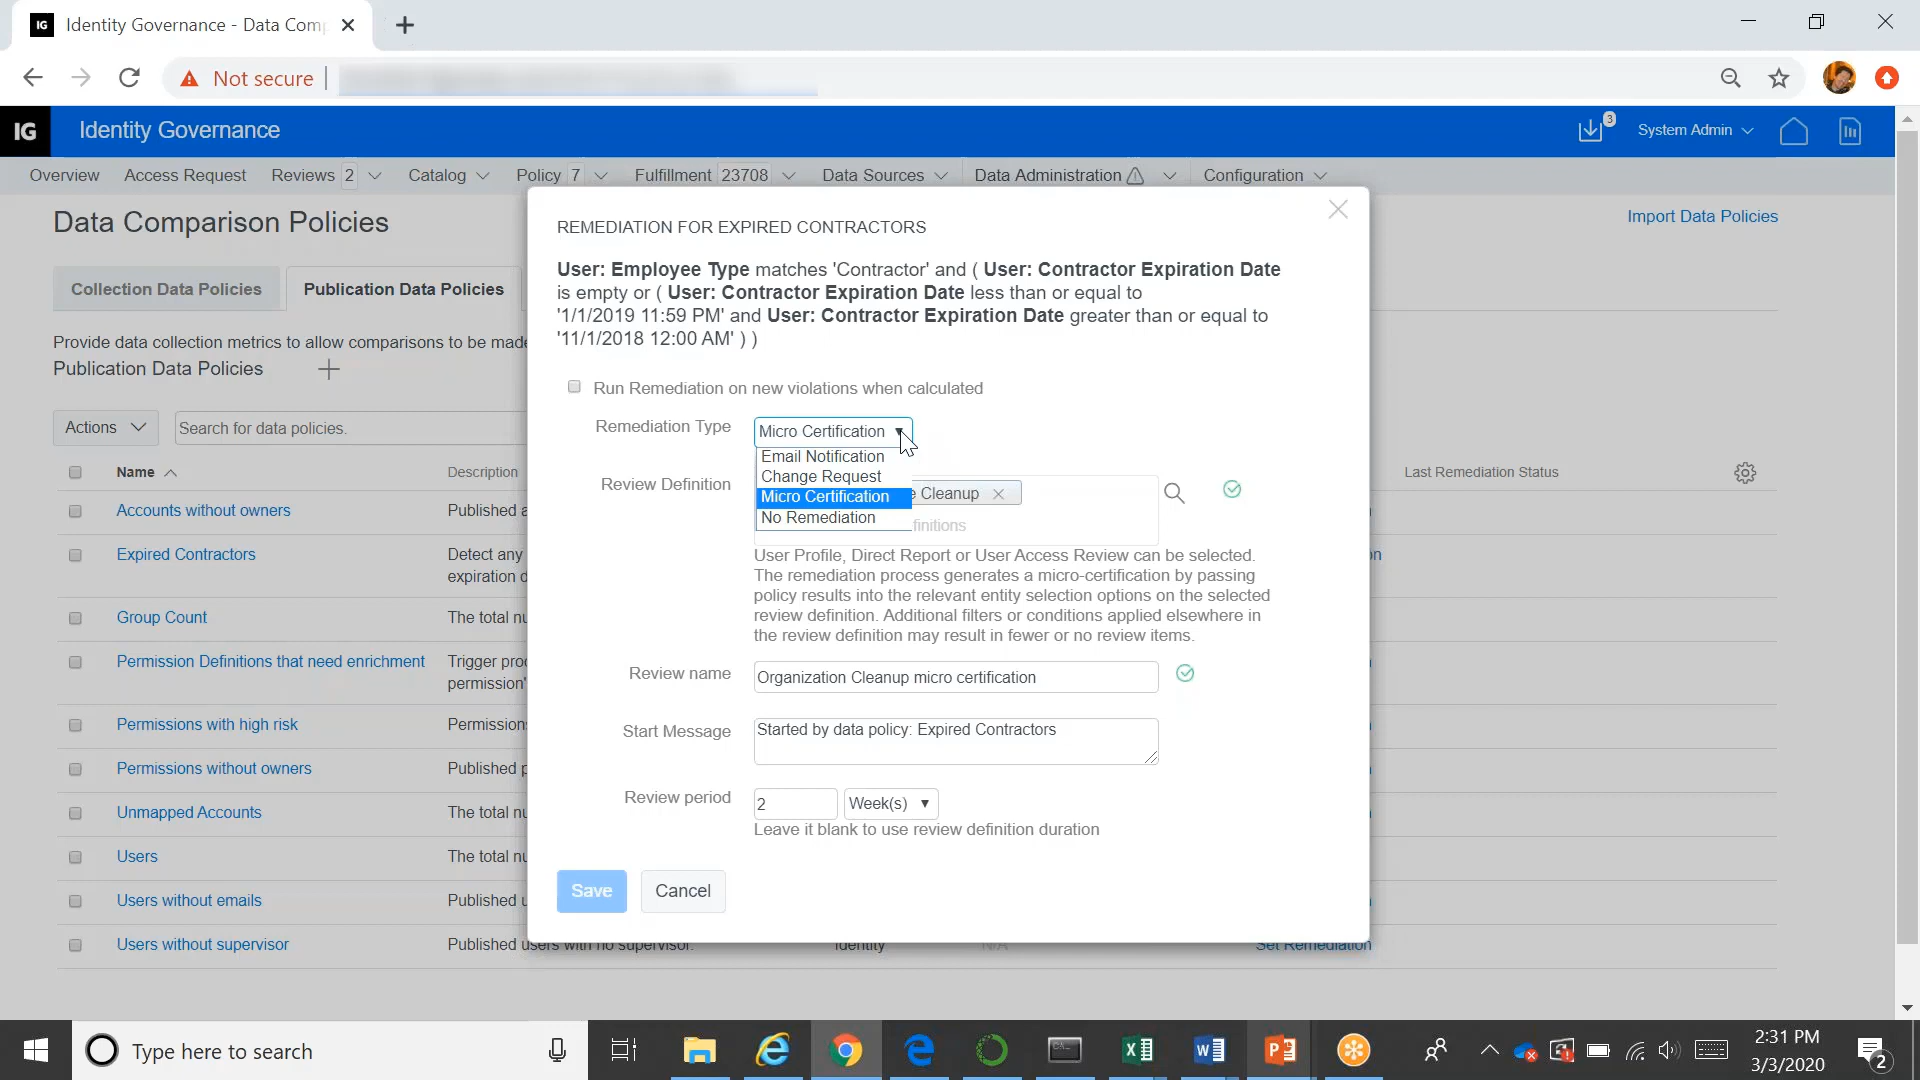 IG Identity Governance - Data Comp
Not secure
IG Identity Governance
3
System Admin
Overview Access Request Reviews 2 Catalog Policy 7 Fulfillment 23708 Data Sources Data Administration Configuration
Data Comparison Policies
Import Data Policies
Collection Data Policies
Publication Data Policies
Provide data collection metrics to allow comparisons to be made
Publication Data Policies
Actions
Search for data policies.
Name Description Last Remediation Status
Accounts without owners Published a
Expired Contractors Detect any
expiration d
Group Count The total nu
Permission Definitions that need enrichment Trigger pro
permission'
Permissions with high risk Permission
Permissions without owners Published p
Unmapped Accounts The total nu
Users The total nu
Users without emails Published u
Users without supervisor Published users with no supervisor. Identity N/A Set Remediation
REMEDIATION FOR EXPIRED CONTRACTORS
User: Employee Type matches 'Contractor' and ( User: Contractor Expiration Date
is empty or ( User: Contractor Expiration Date less than or equal to
'1/1/2019 11:59 PM' and User: Contractor Expiration Date greater than or equal to
'11/1/2018 12:00 AM' ) )
Run Remediation on new violations when calculated
Remediation Type Micro Certification
Email Notification
Change Request
Micro Certification
No Remediation
Review Definition e Cleanup
finitions
User Profile, Direct Report or User Access Review can be selected.
The remediation process generates a micro-certification by passing
policy results into the relevant entity selection options on the selected
review definition. Additional filters or conditions applied elsewhere in
the review definition may result in fewer or no review items.
Review name Organization Cleanup micro certification
Start Message Started by data policy: Expired Contractors
Review period 2 Week(s)
Leave it blank to use review definition duration
Save Cancel
Type here to search
2:31 PM
3/3/2020
2